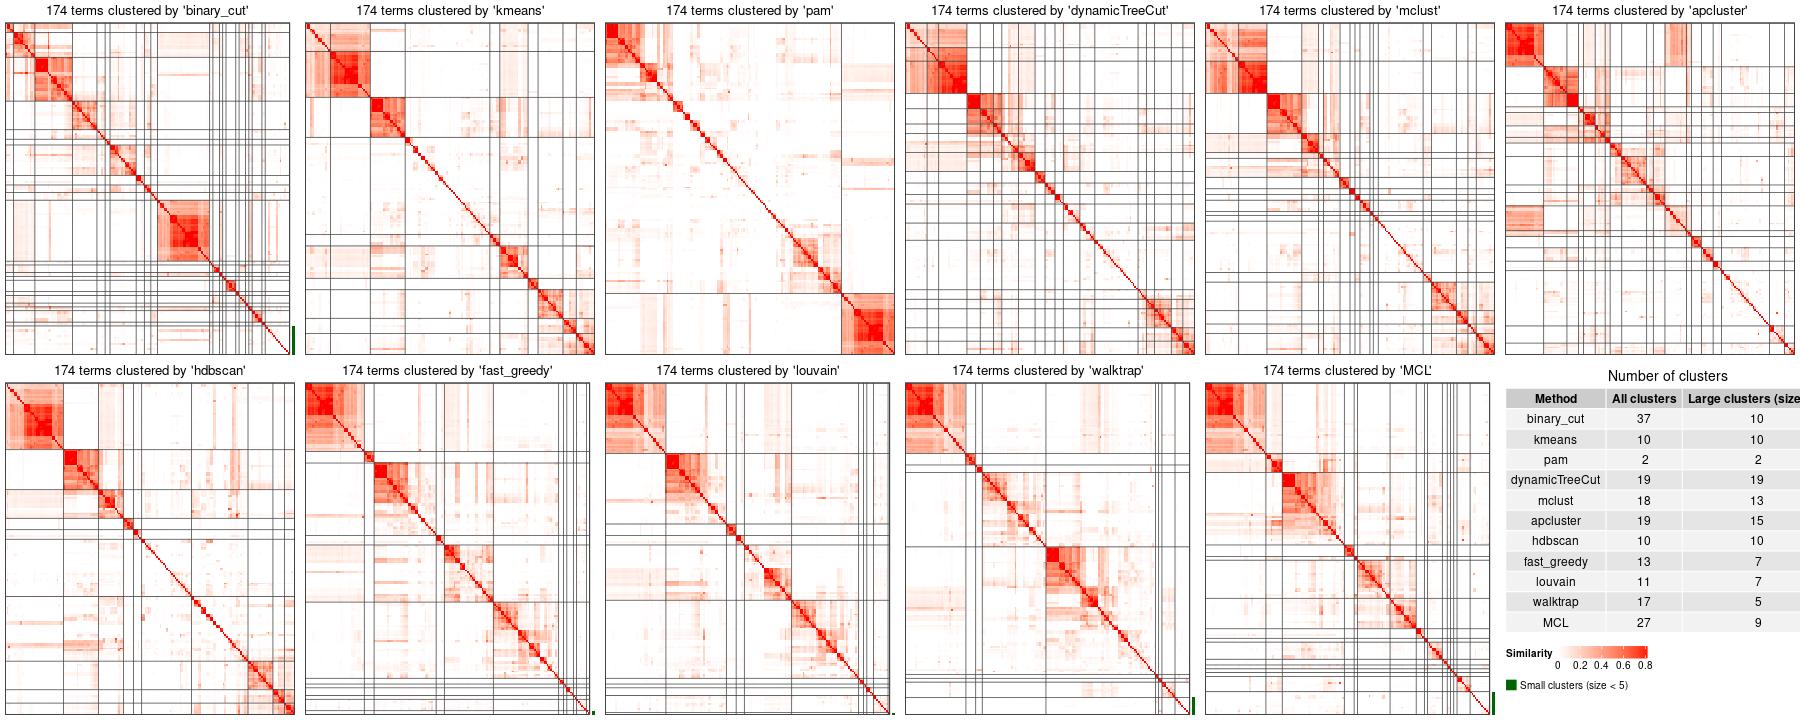 174 terms clustered by 'binary_cut'
174 terms clustered by 'kmeans'
174 terms clustered by 'pam'
174 terms clustered by 'dynamicTreeCut'
174 terms clustered by 'mclust'
174 terms clustered by 'apcluster'
174 terms clustered by 'hdbscan'
174 terms clustered by 'fast_greedy'
174 terms clustered by 'louvain'
174 terms clustered by 'walktrap'
174 terms clustered by 'MCL'
Number of clusters
Method All clusters Large clusters (size
binary_cut 37 10
kmeans 10 10
pam 2 2
dynamicTreeCut 19 19
mclust 18 13
apcluster 19 15
hdbscan 10 10
fast_greedy 13 7
louvain 11 7
walktrap 17 5
MCL 27 9
Similarity
0 0.2 0.4 0.6 0.8
Small clusters (size < 5)